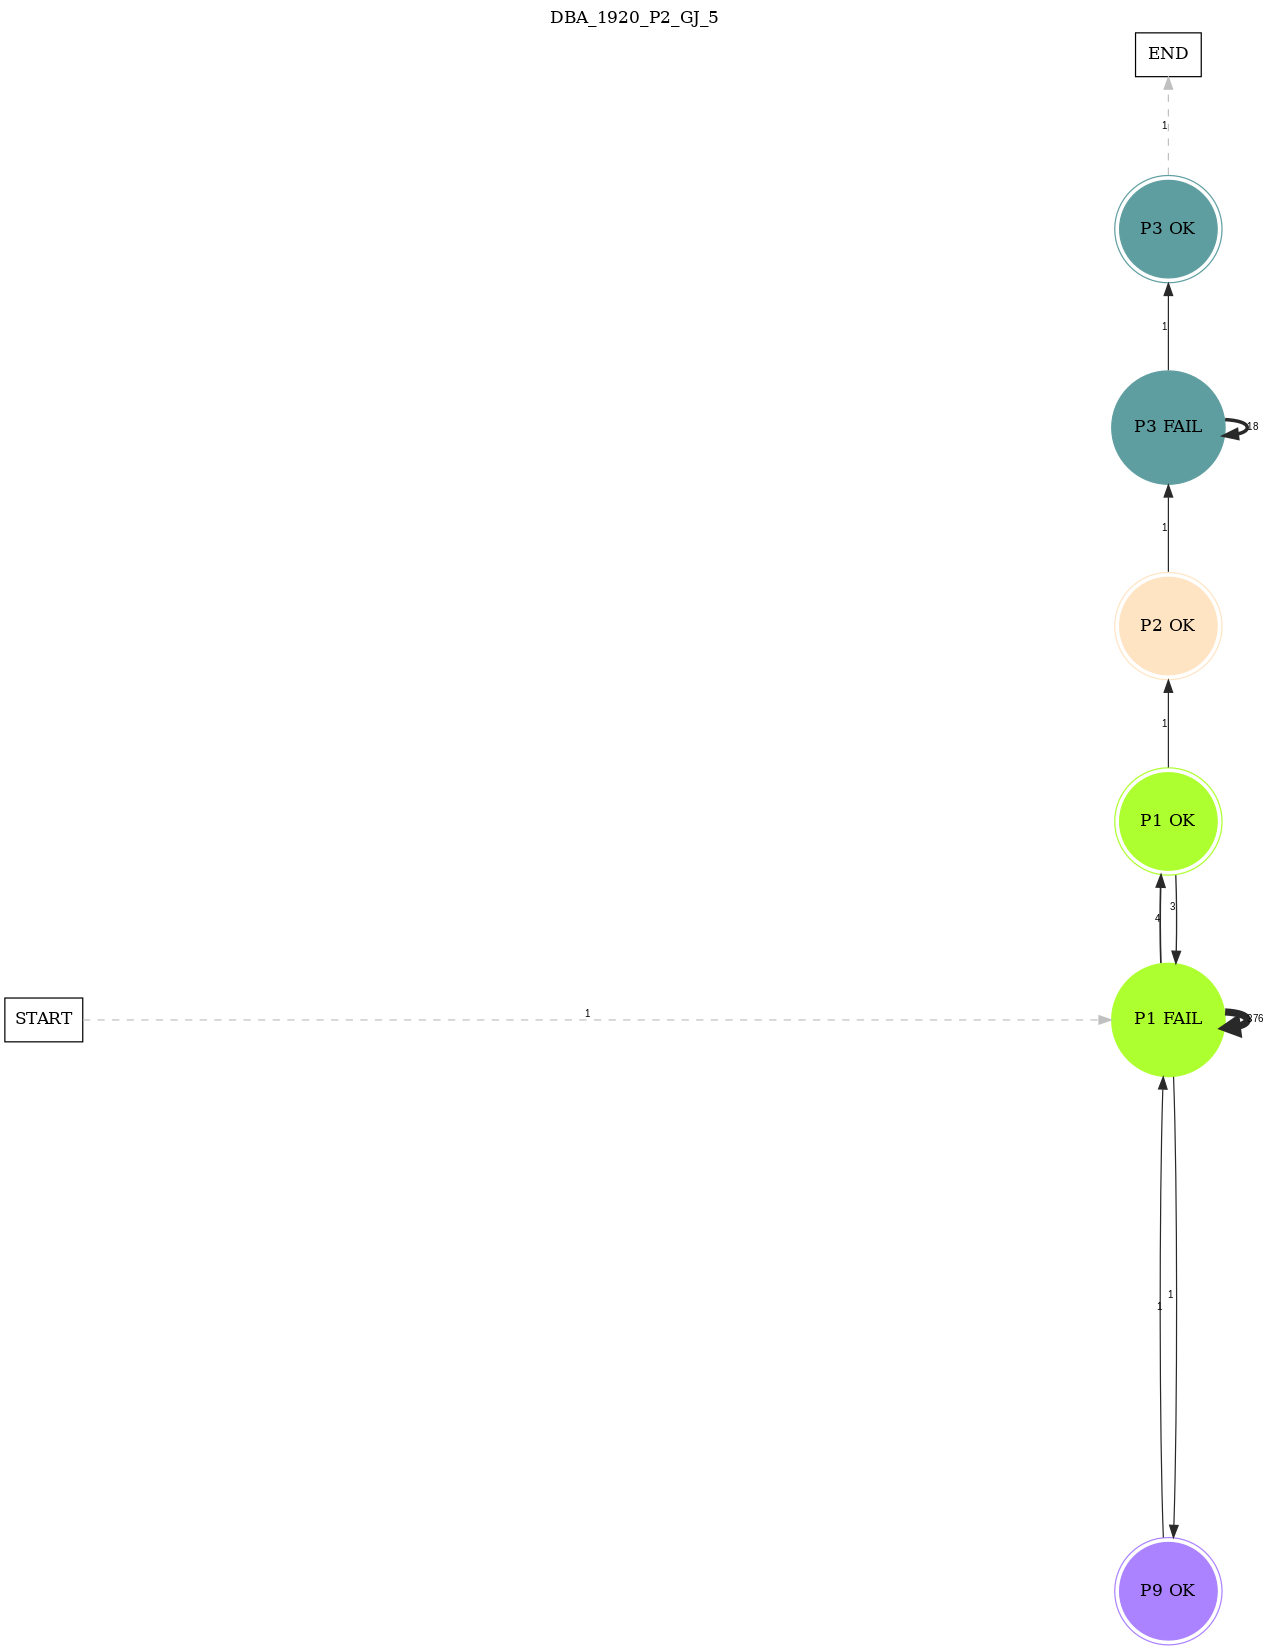 DBA_1920_P2_GJ_5
END
1
P3 OK
1
P3 FAIL
18
1
P2 OK
1
P1 OK
3
4
START
1
P1 FAIL
376
1
1
P9 OK